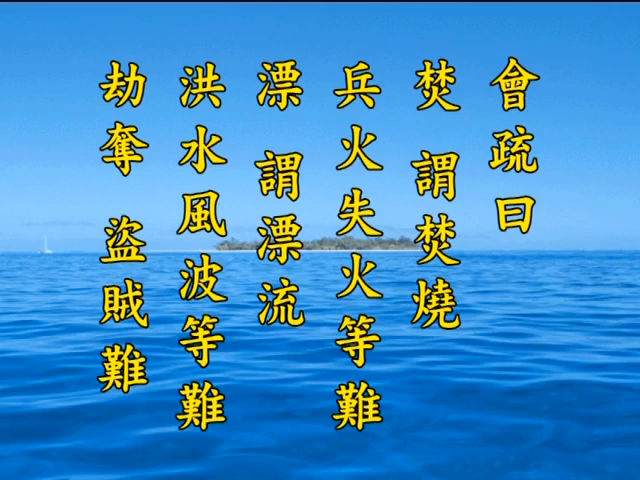 會疏曰
焚 謂焚燒
兵火失火等難
漂 謂漂流
洪水風波等難
劫奪 盜賊難